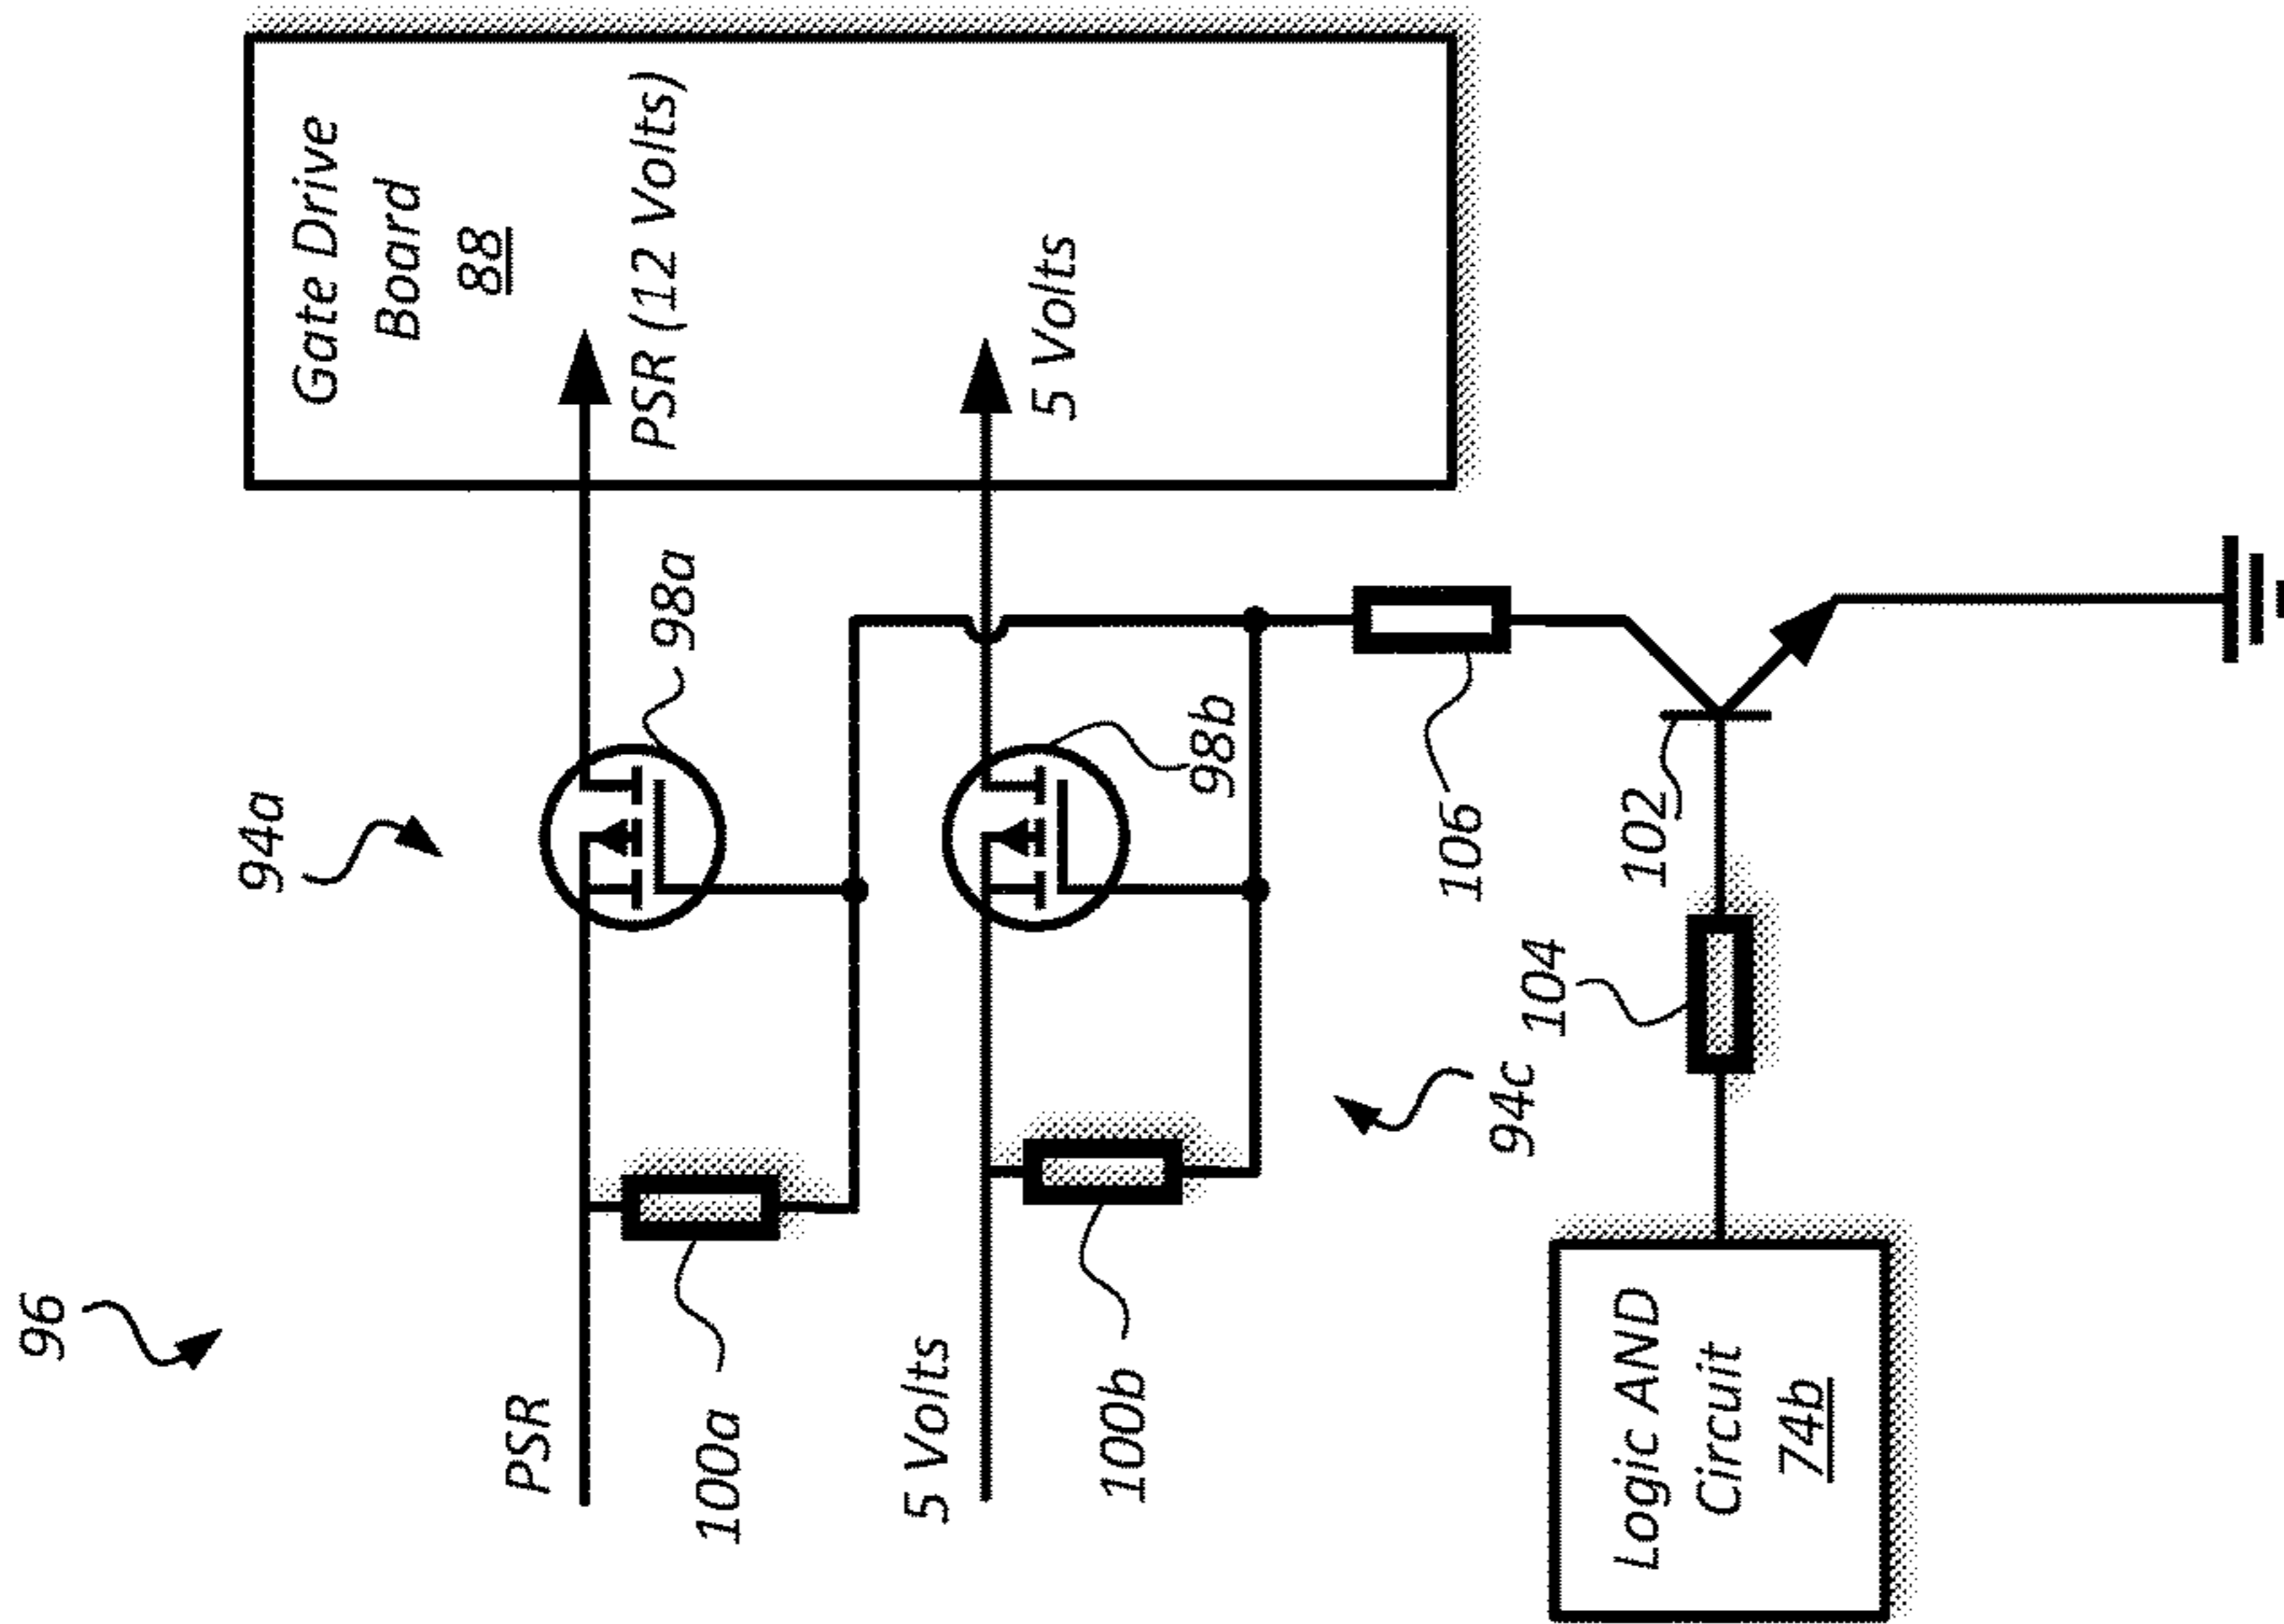 96
94a
Gate Drive
Board
88
PSR
PSR (12 Volts)
98a
100a
5 Volts
5 Volts
98b
100b
94c
106
104
102
Logic AND
Circuit
74b